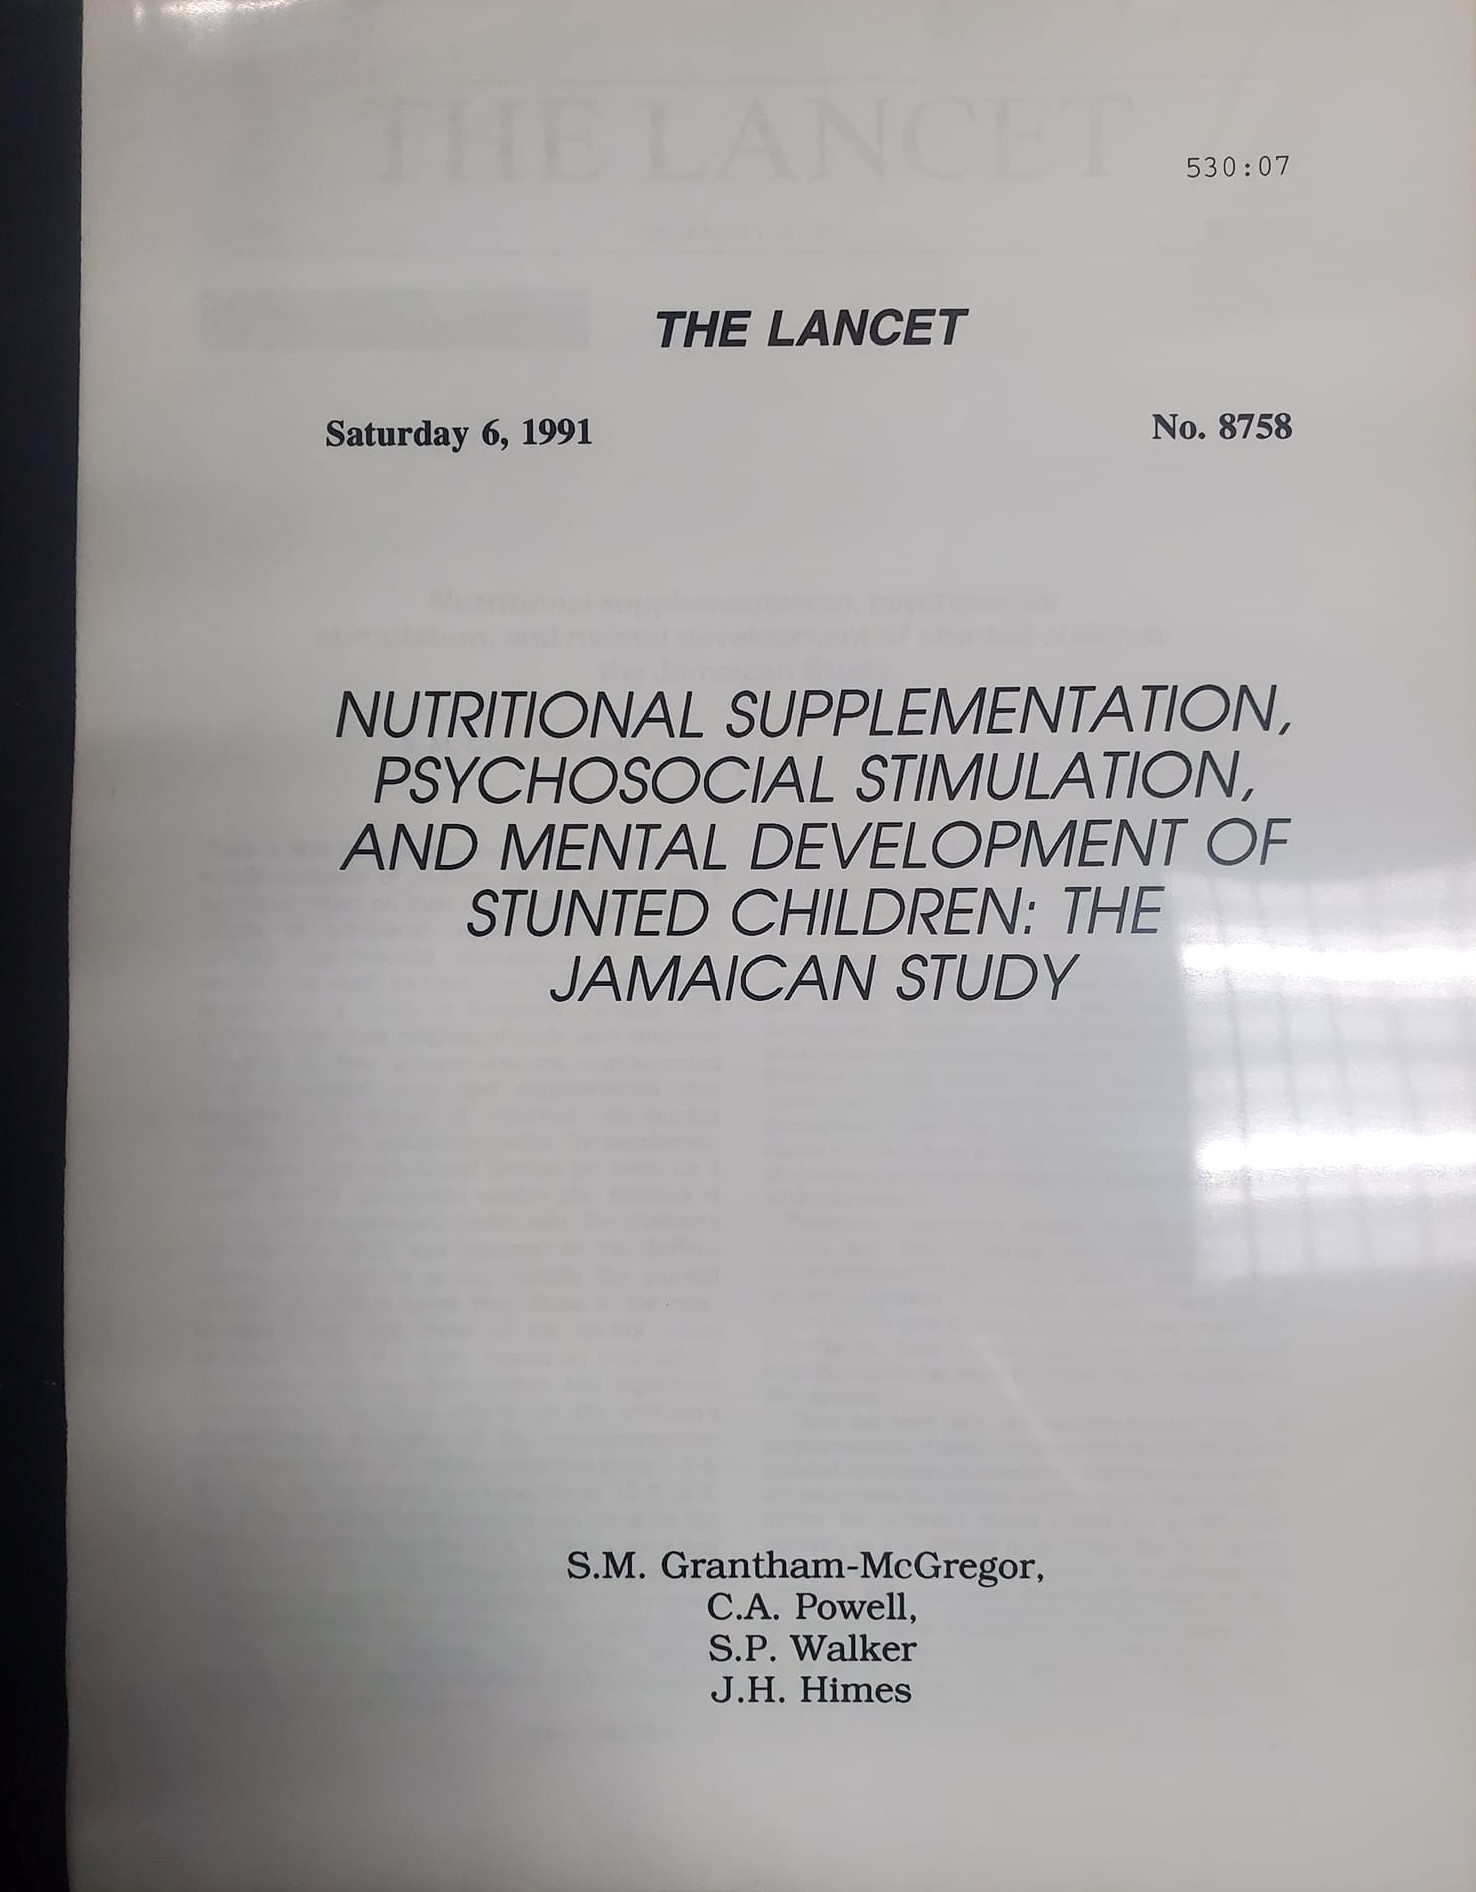 530:07
THE LANCET
Saturday 6, 1991 No. 8758
NUTRITIONAL SUPPLEMENTATION,
PSYCHOSOCIAL STIMULATION,
AND MENTAL DEVELOPMENT OF
STUNTED CHILDREN: THE
JAMAICAN STUDY
S.M. Grantham-McGregor,
C.A. Powell,
S.P. Walker
J.H. Himes